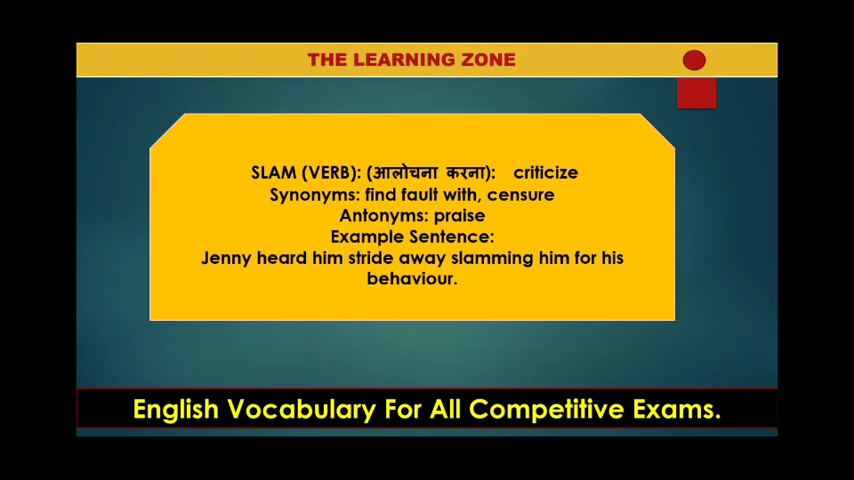 THE LEARNING ZONE
SLAM (VERB): (आलोचना करना): criticize
Synonyms: find fault with, censure
Antonyms: praise
Example Sentence:
Jenny heard him stride away slamming him for his
behaviour.
English Vocabulary For All Competitive Exams.